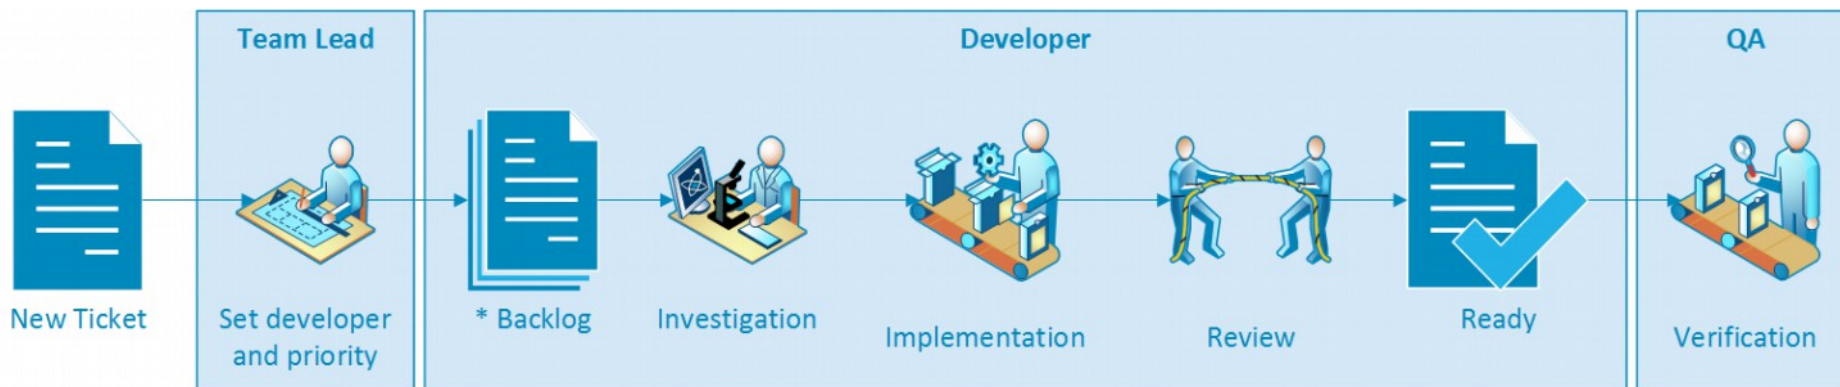 Team Lead
Developer
QA
New Ticket
Set developer
and priority
* Backlog
Investigation
Implementation
Review
Ready
Verification